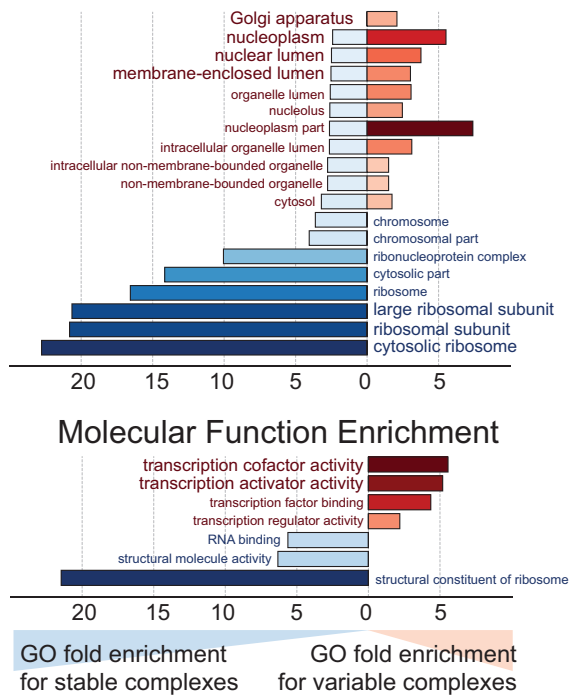 Golgi apparatus
nucleoplasm
nuclear lumen
membrane-enclosed lumen
organelle lumen
nucleolus
nucleoplasm part
intracellular organelle lumen
intracellular non-membrane-bounded organelle
non-membrane-bounded organelle
cytosol
chromosome
chromosomal part
ribonucleoprotein complex
cytosolic part
ribosome
large ribosomal subunit
ribosomal subunit
cytosolic ribosome
20 15 10 5 0 5
Molecular Function Enrichment
transcription cofactor activity
transcription activator activity
transcription factor binding
transcription regulator activity
RNA binding
structural molecule activity
structural constituent of ribosome
20 15 10 5 0 5
GO fold enrichment
for stable complexes
GO fold enrichment
for variable complexes